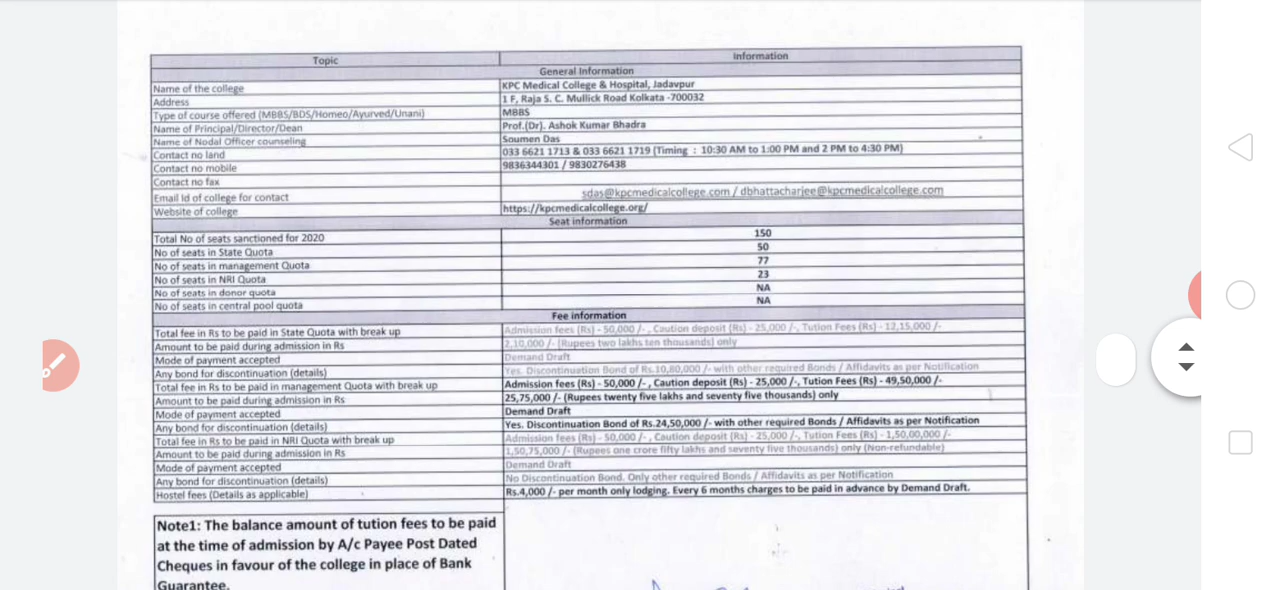 Topic Information
General Information
Name of the college KPC Medical College & Hospital, Jadavpur
Address 1 F, Raja S. C. Mullick Road Kolkata -700032
Type of course offered (MBBS/BDS/Homeo/Ayurved/Unani) MBBS
Name of Principal/Director/Dean Prof.(Dr). Ashok Kumar Bhadra
Name of Nodal Officer counseling Soumen Das
Contact no land 033 6621 1713 & 033 6621 1719 (Timing : 10:30 AM to 1:00 PM and 2 PM to 4:30 PM)
Contact no mobile 9836344301 / 9830276438
Contact no fax
Email Id of college for contact sdas@kpcmedicalcollege.com / dbhattacharjee@kpcmedicalcollege.com
Website of college https://kpcmedicalcollege.org/
Seat information
Total No of seats sanctioned for 2020 150
No of seats in State Quota 50
No of seats in management Quota 77
No of seats in NRI Quota 23
No of seats in donor quota NA
No of seats in central pool quota NA
Fee information
Total fee in Rs to be paid in State Quota with break up Admission fees (Rs) - 50,000 /- , Caution deposit (Rs) - 25,000 /-, Tution Fees (Rs) - 12,15,000 /-
Amount to be paid during admission in Rs 2,10,000 /- (Rupees two lakhs ten thousands) only
Mode of payment accepted Demand Draft
Any bond for discontinuation (details) Yes. Discontinuation Bond of Rs.10,80,000 /- with other required Bonds / Affidavits as per Notification
Total fee in Rs to be paid in management Quota with break up Admission fees (Rs) - 50,000 /- , Caution deposit (Rs) - 25,000 /-, Tution Fees (Rs) - 49,50,000 /-
Amount to be paid during admission in Rs 25,75,000 /- (Rupees twenty five lakhs and seventy five thousands) only
Mode of payment accepted Demand Draft
Any bond for discontinuation (details) Yes. Discontinuation Bond of Rs.24,50,000 /- with other required Bonds / Affidavits as per Notification
Total fee in Rs to be paid in NRI Quota with break up Admission fees (Rs) - 50,000 /- , Caution deposit (Rs) - 25,000 /-, Tution Fees (Rs) - 1,50,00,000 /-
Amount to be paid during admission in Rs 1,50,75,000 /- (Rupees one crore fifty lakhs and seventy five thousands) only (Non-refundable)
Mode of payment accepted Demand Draft
Any bond for discontinuation (details) No Discontinuation Bond. Only other required Bonds / Affidavits as per Notification
Hostel fees (Details as applicable) Rs.4,000 /- per month only lodging. Every 6 months charges to be paid in advance by Demand Draft.
Note1: The balance amount of tution fees to be paid
at the time of admission by A/c Payee Post Dated
Cheques in favour of the college in place of Bank
Guarantee.